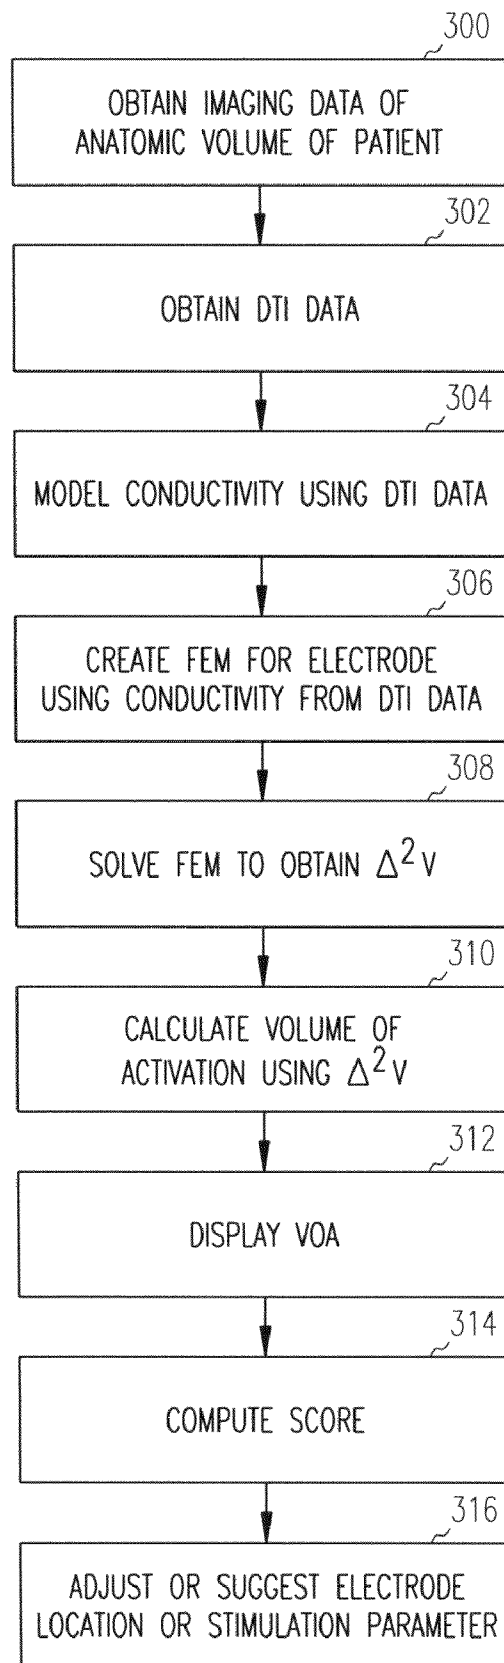 300
OBTAIN IMAGING DATA OF
ANATOMIC VOLUME OF PATIENT
302
OBTAIN DTI DATA
304
MODEL CONDUCTIVITY USING DTI DATA
306
CREATE FEM FOR ELECTRODE
USING CONDUCTIVITY FROM DTI DATA
308
SOLVE FEM TO OBTAIN Δ²V
310
CALCULATE VOLUME OF
ACTIVATION USING Δ²V
312
DISPLAY VOA
314
COMPUTE SCORE
316
ADJUST OR SUGGEST ELECTRODE
LOCATION OR STIMULATION PARAMETER